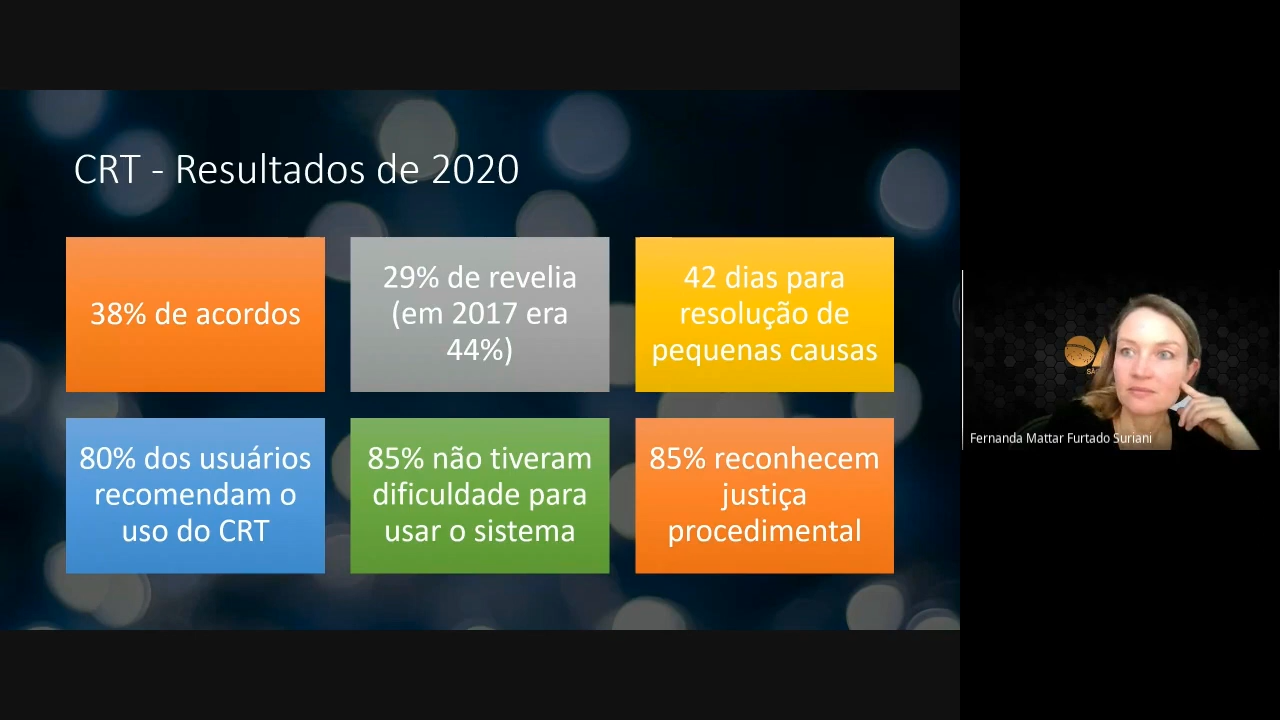 CRT - Resultados de 2020
38% de acordos
29% de revelia
(em 2017 era
44%)
42 dias para
resolução de
pequenas causas
80% dos usuários
recomendam o
uso do CRT
85% não tiveram
dificuldade para
usar o sistema
85% reconhecem
justiça
procedimental
Fernanda Mattar Furtado Suriani